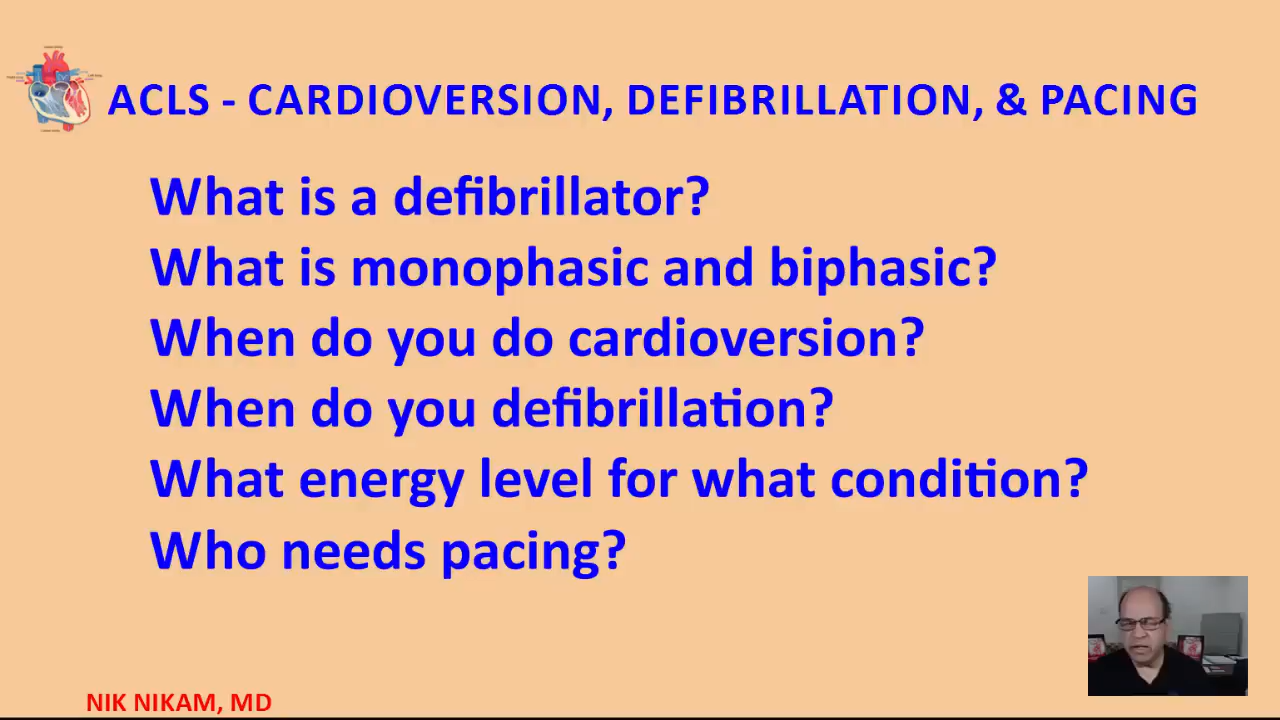 ACLS - CARDIOVERSION, DEFIBRILLATION, & PACING
What is a defibrillator?
What is monophasic and biphasic?
When do you do cardioversion?
When do you defibrillation?
What energy level for what condition?
Who needs pacing?
NIK NIKAM, MD